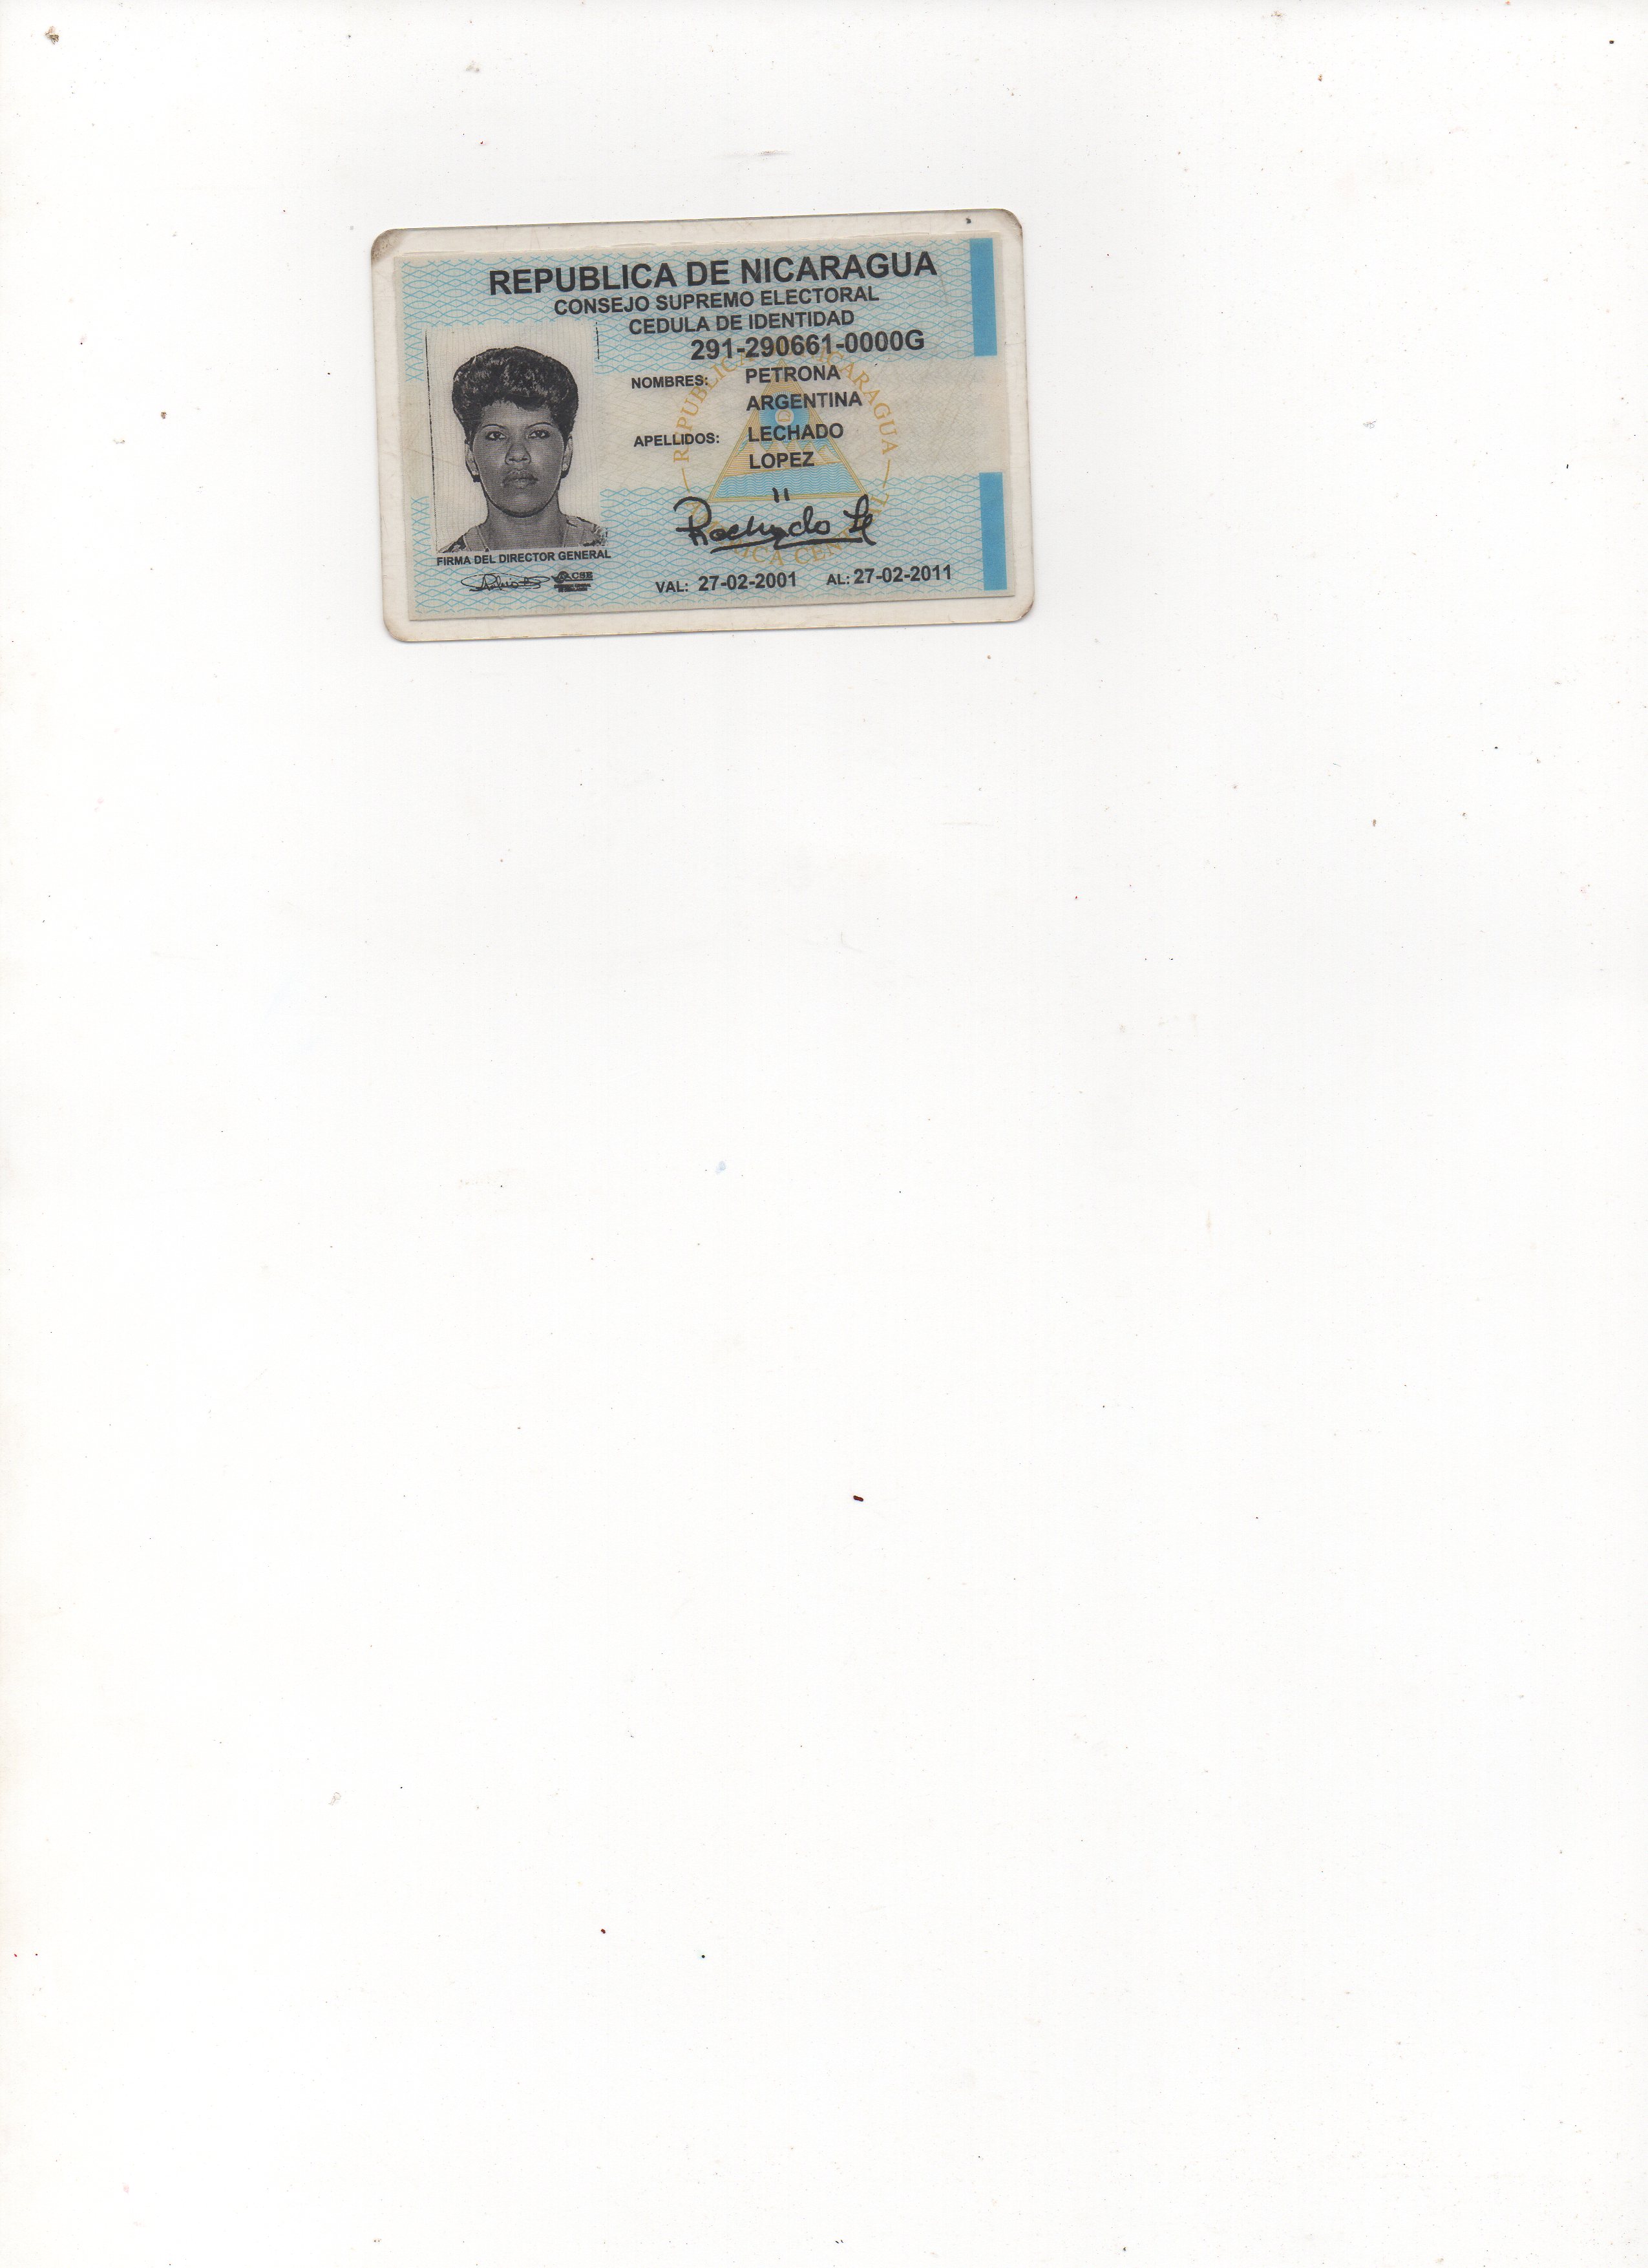 REPUBLICA DE NICARAGUA
CONSEJO SUPREMO ELECTORAL
CEDULA DE IDENTIDAD
291-290661-0000G
NOMBRES: PETRONA
ARGENTINA
APELLIDOS: LECHADO
LOPEZ
REPUBLICA DE NICARAGUA
AMERICA CENTRAL
FIRMA DEL DIRECTOR GENERAL
CSE
VAL: 27-02-2001 AL: 27-02-2011